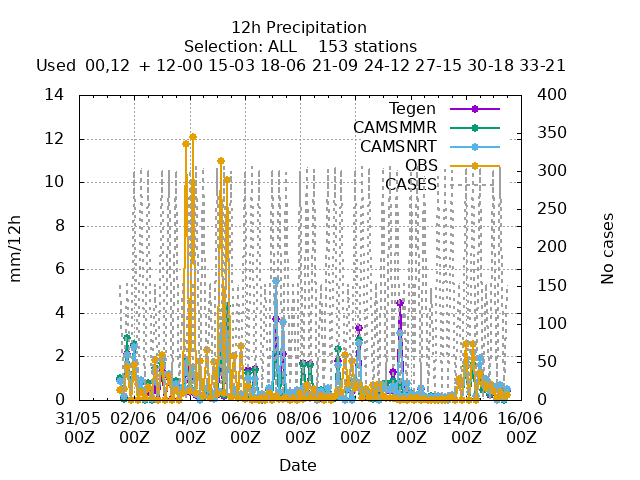 12h Precipitation
Selection: ALL    153 stations
Used  00,12  + 12-00 15-03 18-06 21-09 24-12 27-15 30-18 33-21
14 400
12 350
10 300
8 250
6 200
4 150
2 100
0 50
0
mm/12h
No cases
Tegen
CAMSMMR
CAMSNRT
OBS
CASES
31/05 02/06 04/06 06/06 08/06 10/06 12/06 14/06 16/06
00Z 00Z 00Z 00Z 00Z 00Z 00Z 00Z 00Z
Date